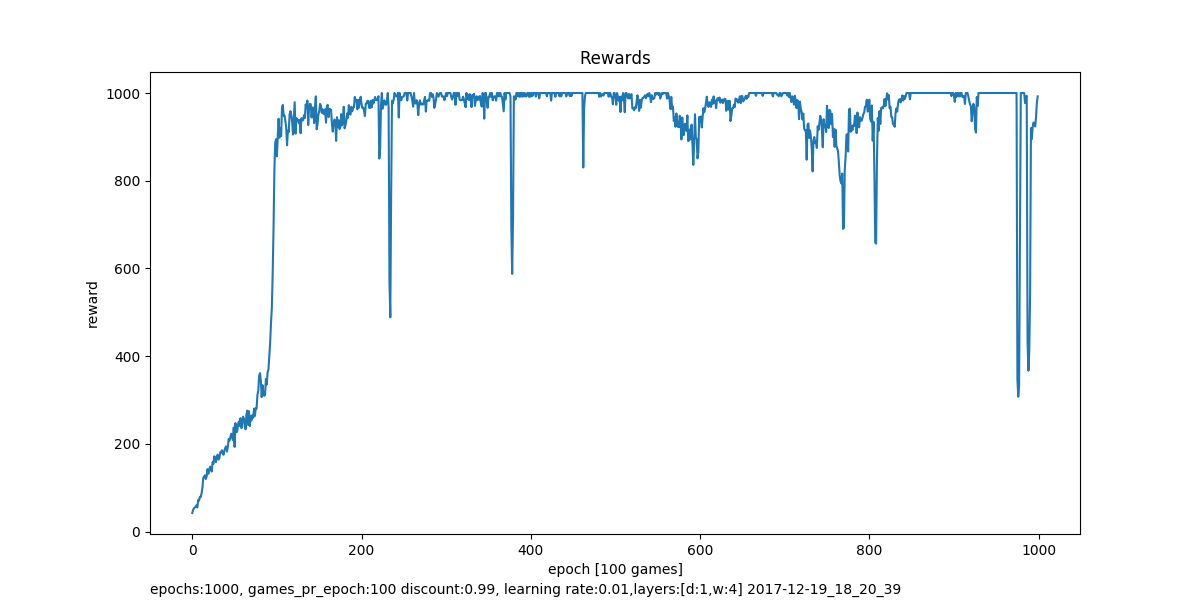 Rewards
1000
800
600
400
200
0
reward
0 200 400 600 800 1000
epoch [100 games]
epochs:1000, games_pr_epoch:100 discount:0.99, learning rate:0.01,layers:[d:1,w:4] 2017-12-19_18_20_39